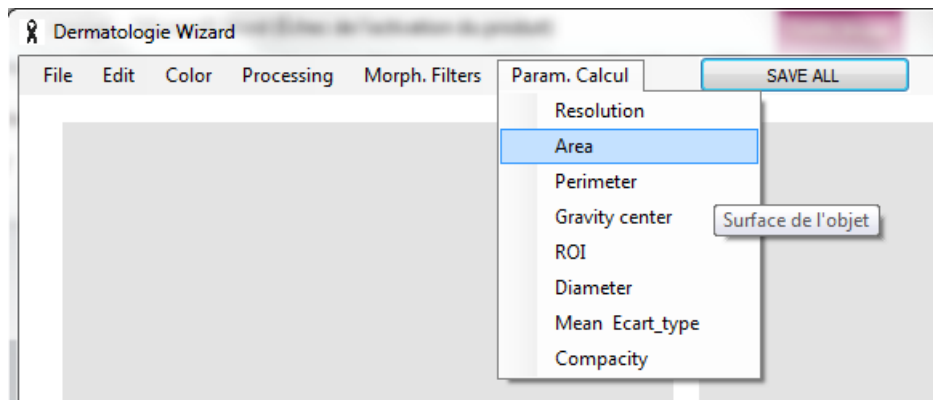 Dermatologie Wizard
File Edit Color Processing Morph. Filters Param. Calcul SAVE ALL
Resolution
Area
Perimeter
Gravity center
Surface de l'objet
ROI
Diameter
Mean Ecart_type
Compacity